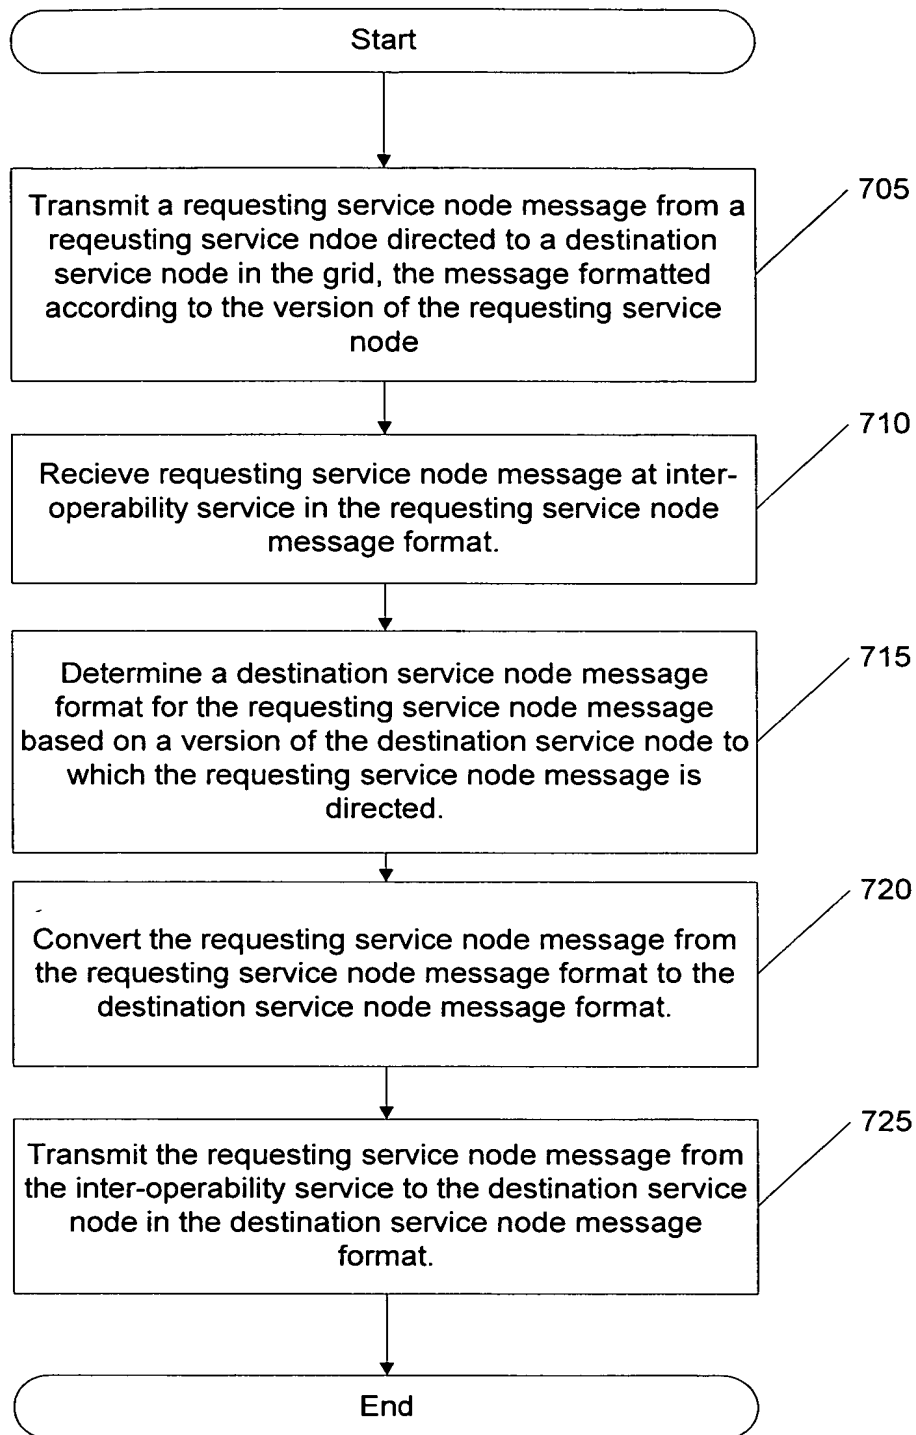 Start
Transmit a requesting service node message from a
reqeusting service ndoe directed to a destination
service node in the grid, the message formatted
according to the version of the requesting service
node
705
Recieve requesting service node message at inter-
operability service in the requesting service node
message format.
710
Determine a destination service node message
format for the requesting service node message
based on a version of the destination service node to
which the requesting service node message is
directed.
715
Convert the requesting service node message from
the requesting service node message format to the
destination service node message format.
720
Transmit the requesting service node message from
the inter-operability service to the destination service
node in the destination service node message
format.
725
End